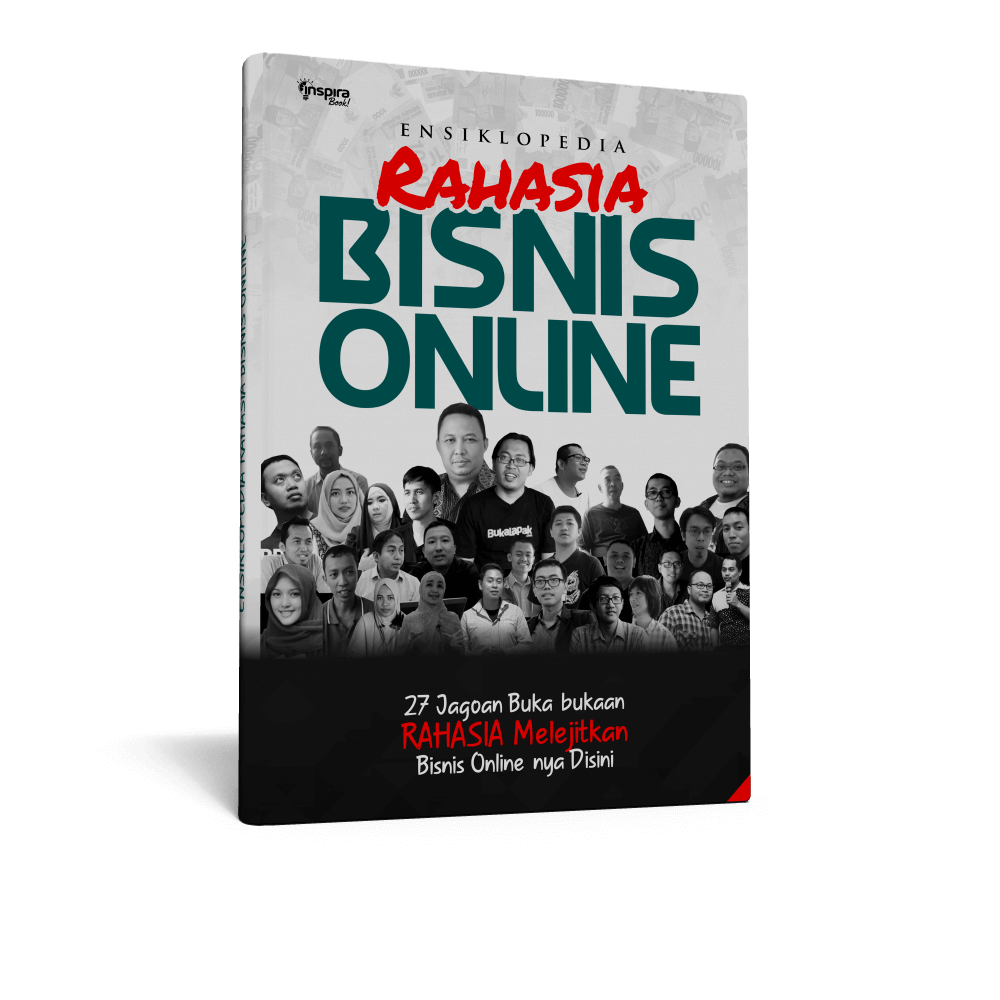 inspira
Book!
ENSIKLOPEDIA
RAHASIA
BISNIS
ONLINE
BUKALAPAK
27 Jagoan Buka bukaan
RAHASIA Melejitkan
Bisnis Online nya Disini
ENSIKLOPEDIA RAHASIA BISNIS ONLINE